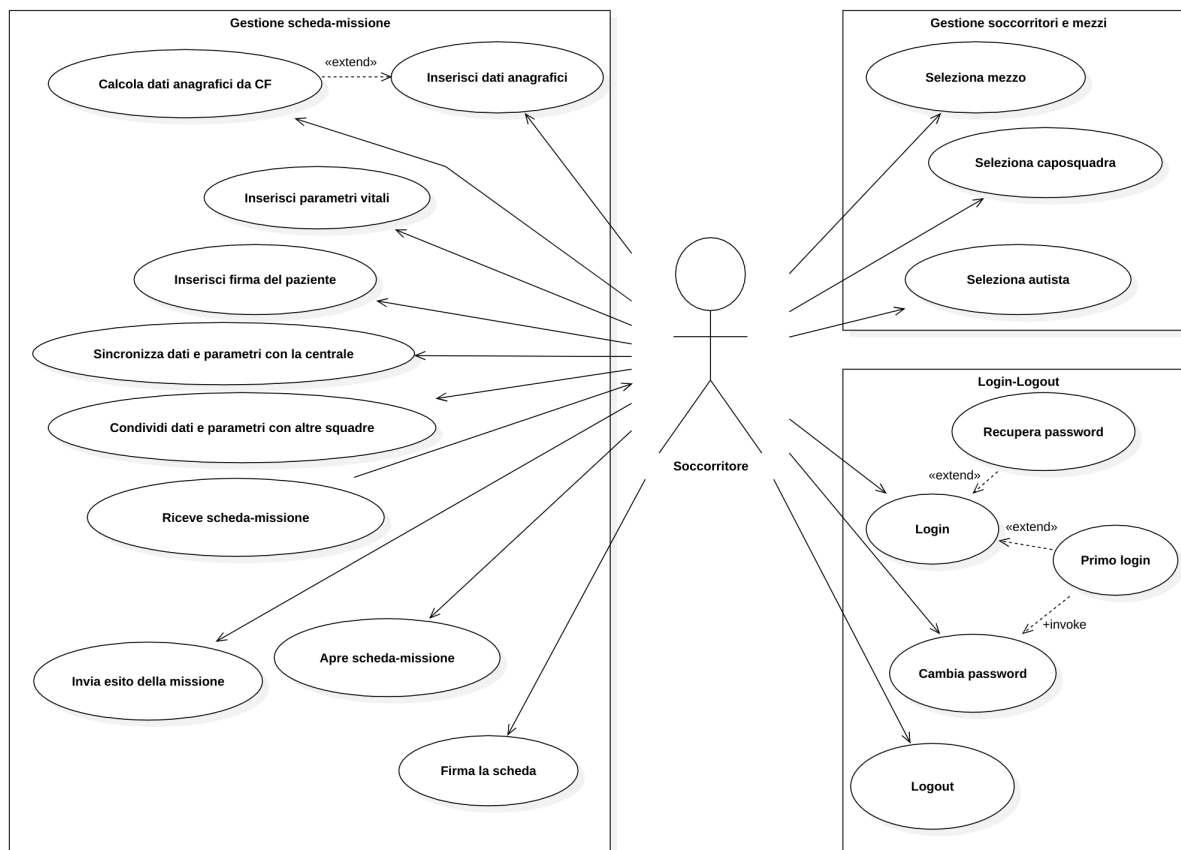 Gestione scheda-missione
Calcola dati anagrafici da CF
«extend»
Inserisci dati anagrafici
Inserisci parametri vitali
Inserisci firma del paziente
Sincronizza dati e parametri con la centrale
Condividi dati e parametri con altre squadre
Riceve scheda-missione
Apre scheda-missione
Invia esito della missione
Firma la scheda
Soccorritore
Gestione soccorritori e mezzi
Seleziona mezzo
Seleziona caposquadra
Seleziona autista
Login-Logout
Recupera password
«extend»
Login
«extend»
Primo login
+invoke
Cambia password
Logout